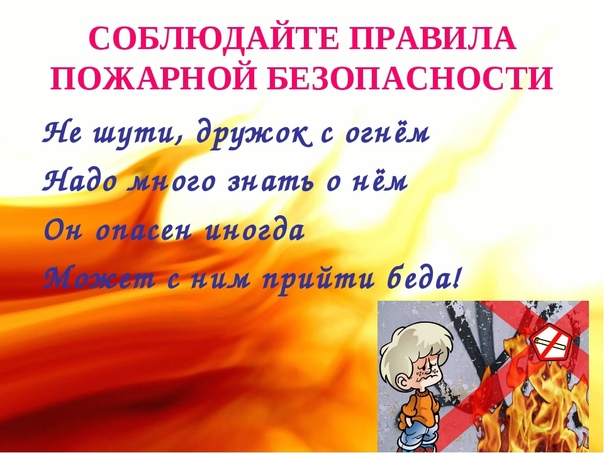 СОБЛЮДАЙТЕ ПРАВИЛА
ПОЖАРНОЙ БЕЗОПАСНОСТИ
Не шути, дружок с огнём
Надо много знать о нём
Он опасен иногда
Может с ним прийти беда!